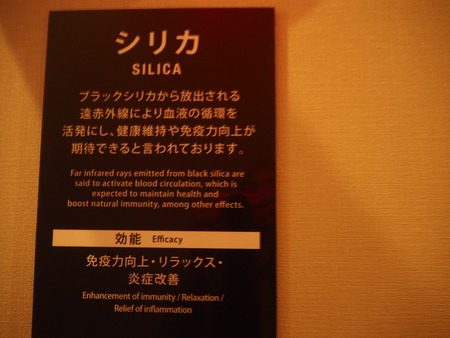 シリカ
SILICA
ブラックシリカから放出される
遠赤外線により血液の循環を
活発にし、健康維持や免疫力向上が
期待できると言われております。
Far infrared rays emitted from black silica are
said to activate blood circulation, which is
expected to maintain health and
boost natural immunity, among other effects.
効能 Efficacy
免疫力向上・リラックス・
炎症改善
Enhancement of immunity / Relaxation /
Relief of inflammation